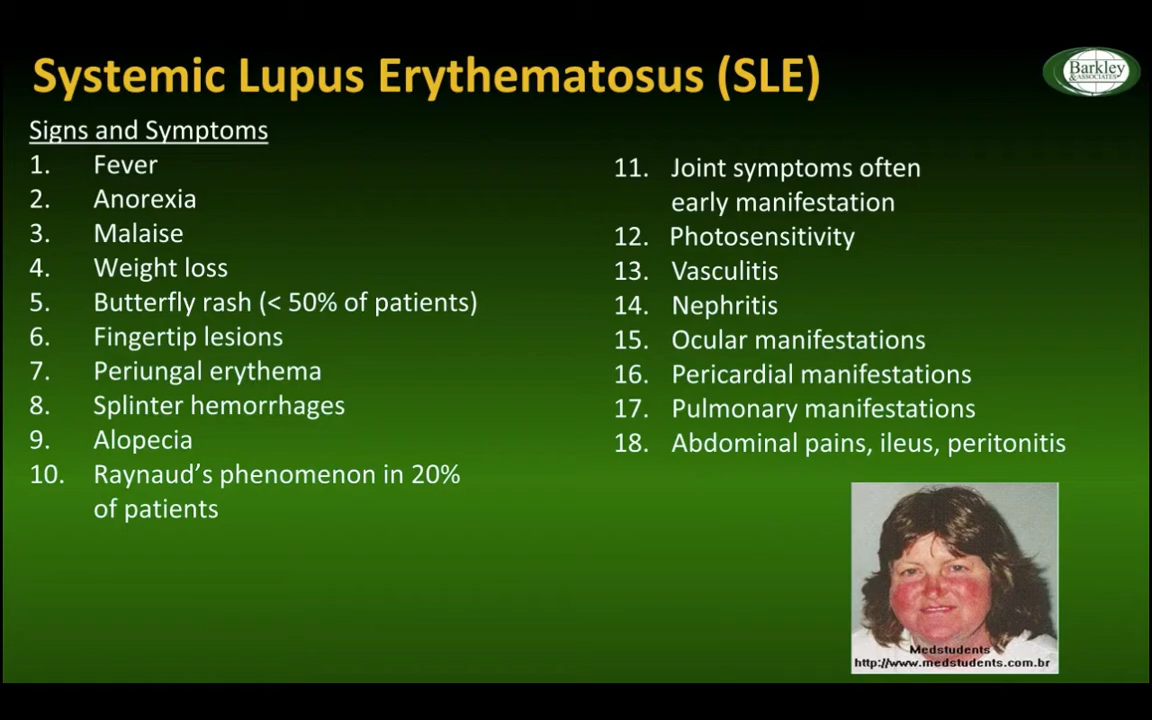 Systemic Lupus Erythematosus (SLE)
Barkley
& ASSOCIATES
Signs and Symptoms
1. Fever
2. Anorexia
3. Malaise
4. Weight loss
5. Butterfly rash (< 50% of patients)
6. Fingertip lesions
7. Periungal erythema
8. Splinter hemorrhages
9. Alopecia
10. Raynaud’s phenomenon in 20%
of patients
11. Joint symptoms often
early manifestation
12. Photosensitivity
13. Vasculitis
14. Nephritis
15. Ocular manifestations
16. Pericardial manifestations
17. Pulmonary manifestations
18. Abdominal pains, ileus, peritonitis
Medstudents
http://www.medstudents.com.br